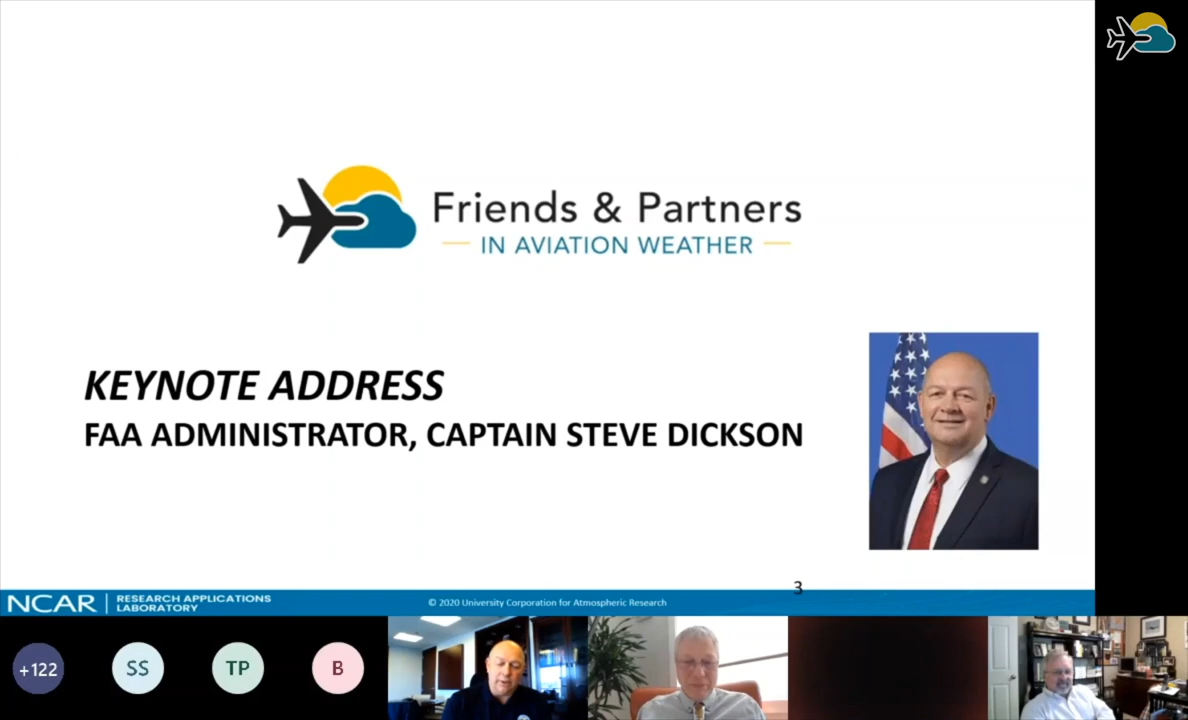 Friends & Partners
IN AVIATION WEATHER
KEYNOTE ADDRESS
FAA ADMINISTRATOR, CAPTAIN STEVE DICKSON
3
NCAR
RESEARCH APPLICATIONS
LABORATORY
© 2020 University Corporation for Atmospheric Research
+122
SS
TP
B